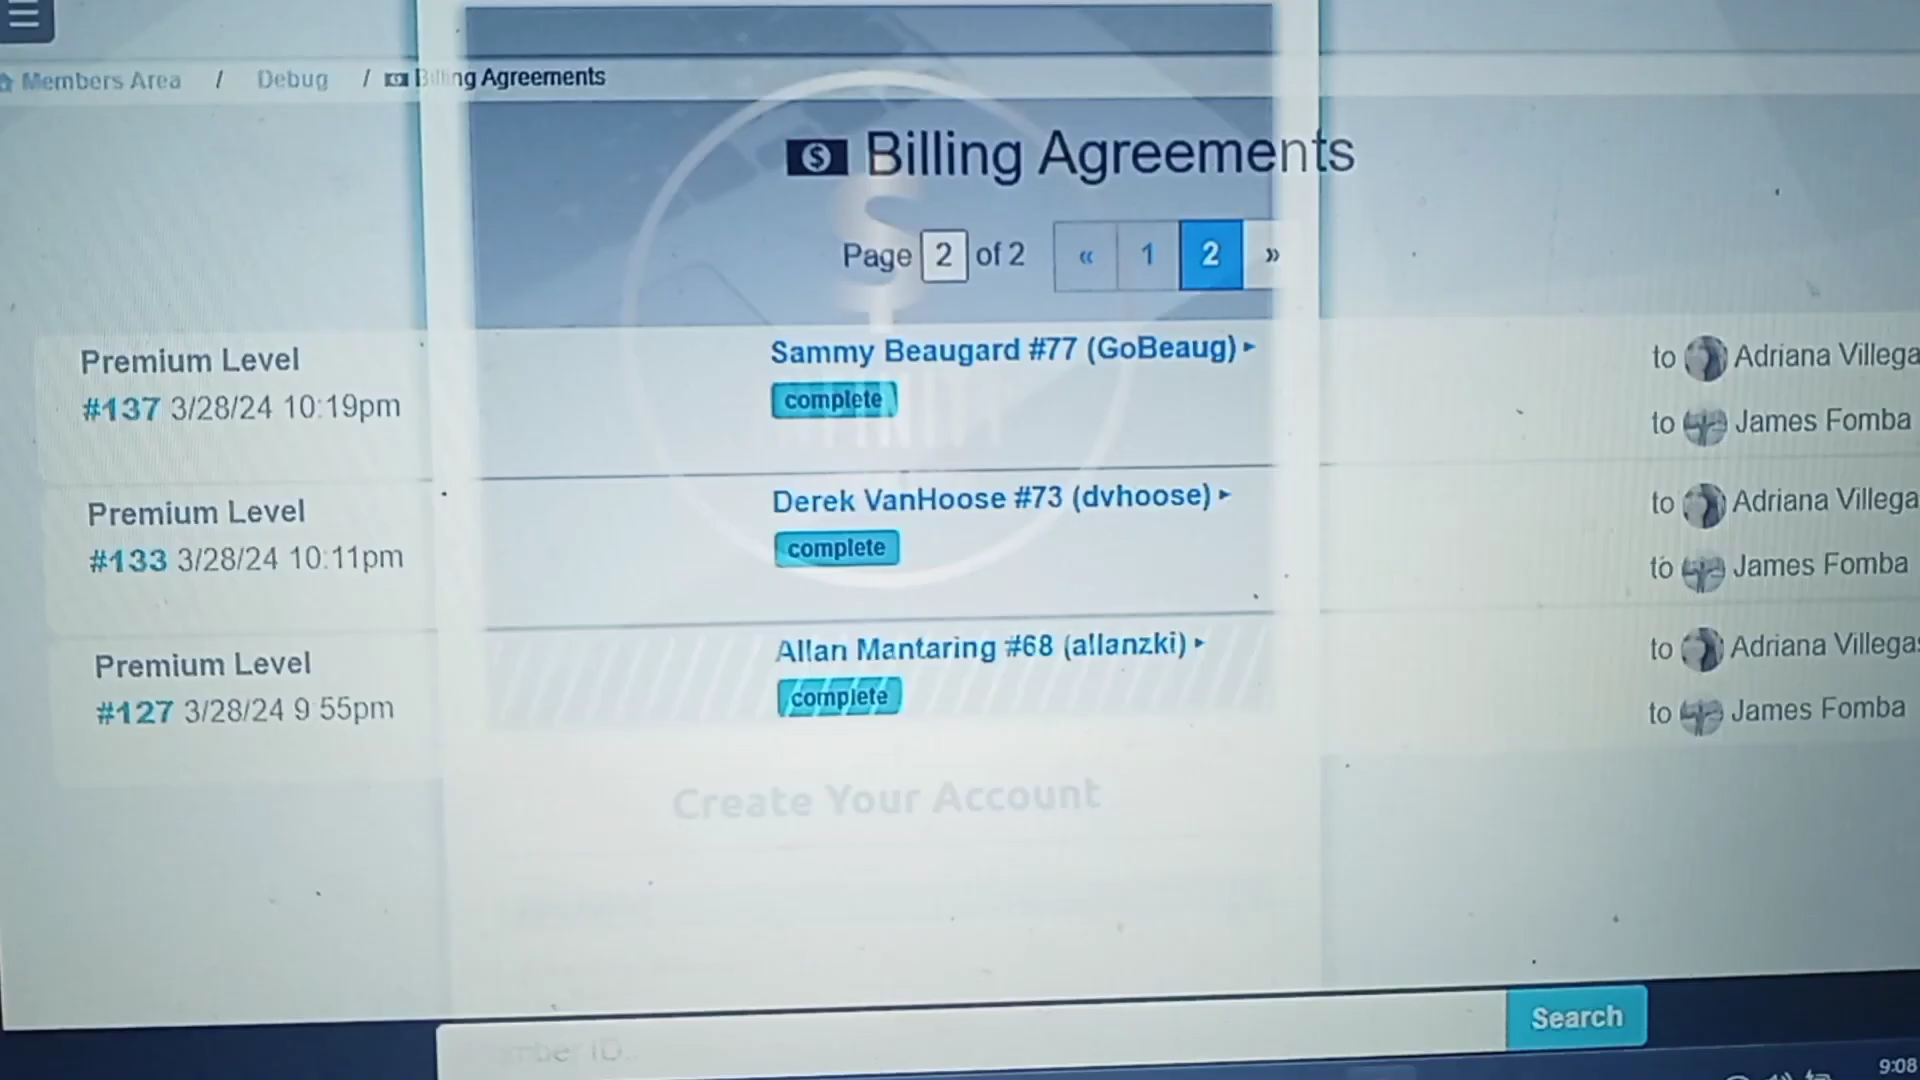 Members Area / Debug / Billing Agreements
Billing Agreements
Page 2 of 2 « 1 2 »
Premium Level
#137 3/28/24 10:19pm
Sammy Beaugard #77 (GoBeaug)
complete
to Adriana Villega
to James Fomba
Premium Level
#133 3/28/24 10:11pm
Derek VanHoose #73 (dvhoose)
complete
to Adriana Villega
to James Fomba
Premium Level
#127 3/28/24 9:55pm
Allan Mantaring #68 (allanzki)
complete
to Adriana Villegas
to James Fomba
Create Your Account
ID..
Search
9:08